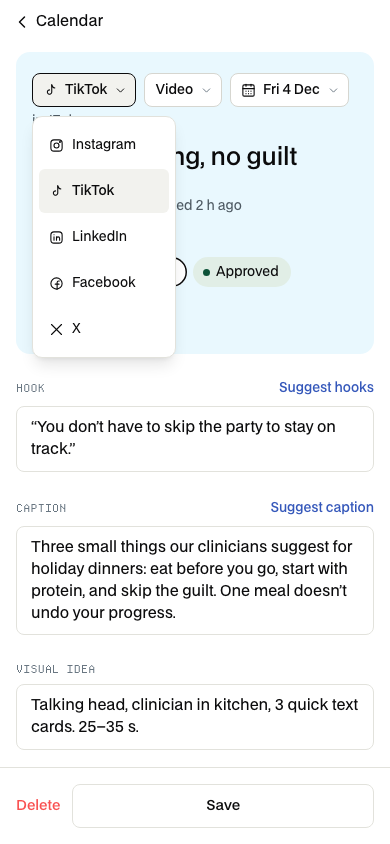 Calendar
TikTok
Video
Fri 4 Dec
Instagram
ng, no guilt
TikTok
ed 2 h ago
LinkedIn
Approved
Facebook
X
HOOK
Suggest hooks
“You don’t have to skip the party to stay on
track.”
CAPTION
Suggest caption
Three small things our clinicians suggest for
holiday dinners: eat before you go, start with
protein, and skip the guilt. One meal doesn’t
undo your progress.
VISUAL IDEA
Talking head, clinician in kitchen, 3 quick text
cards. 25–35 s.
Delete
Save